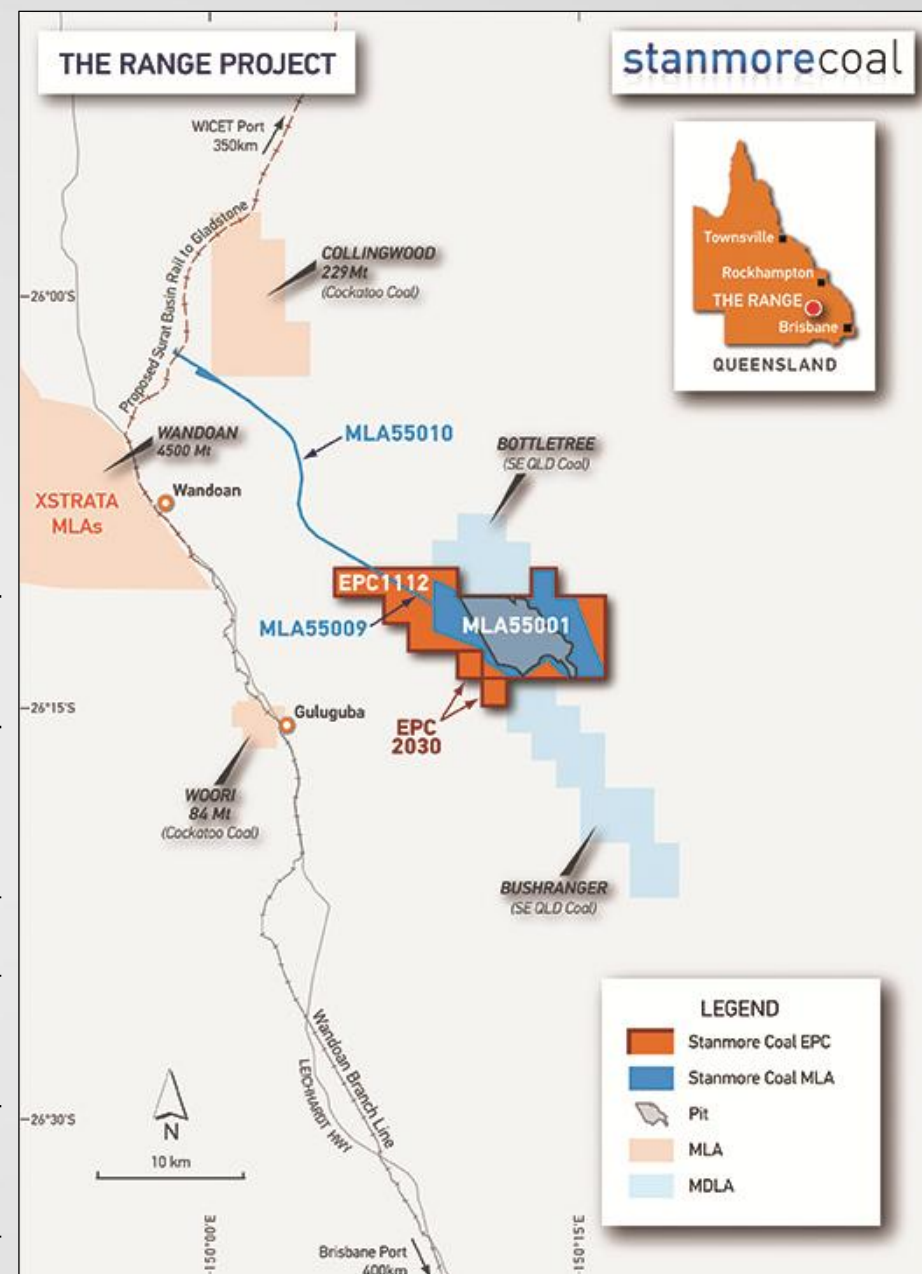 THE RANGE PROJECT
stanmorecoal
WICET Port
350km
Proposed Surat Basin Rail to Gladstone
COLLINGWOOD
229Mt
(Cockatoo Coal)
Townsville
Rockhampton
THE RANGE
Brisbane
QUEENSLAND
26°00'S
WANDOAN
4500 Mt
Wandoan
XSTRATA
MLAs
MLA55010
BOTTLETREE
(SE QLD Coal)
EPC1112
MLA55009
MLA55001
26°15'S
Guluguba
EPC
2030
WOORI
84 Mt
(Cockatoo Coal)
BUSHRANGER
(SE QLD Coal)
Wandoan Branch Line
LEICHHARDT HWY
LEGEND
Stanmore Coal EPC
Stanmore Coal MLA
Pit
MLA
MDLA
26°30'S
N
10 km
150°00'E
150°15'E
Brisbane Port
400km